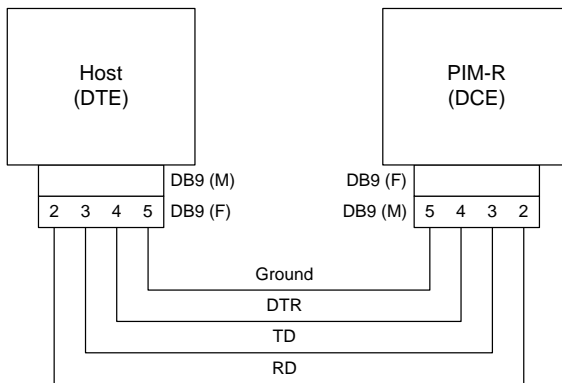 Host
(DTE)
PIM-R
(DCE)
DB9 (M)
DB9 (F)
2 3 4 5
DB9 (F)
DB9 (M)
5 4 3 2
Ground
DTR
TD
RD